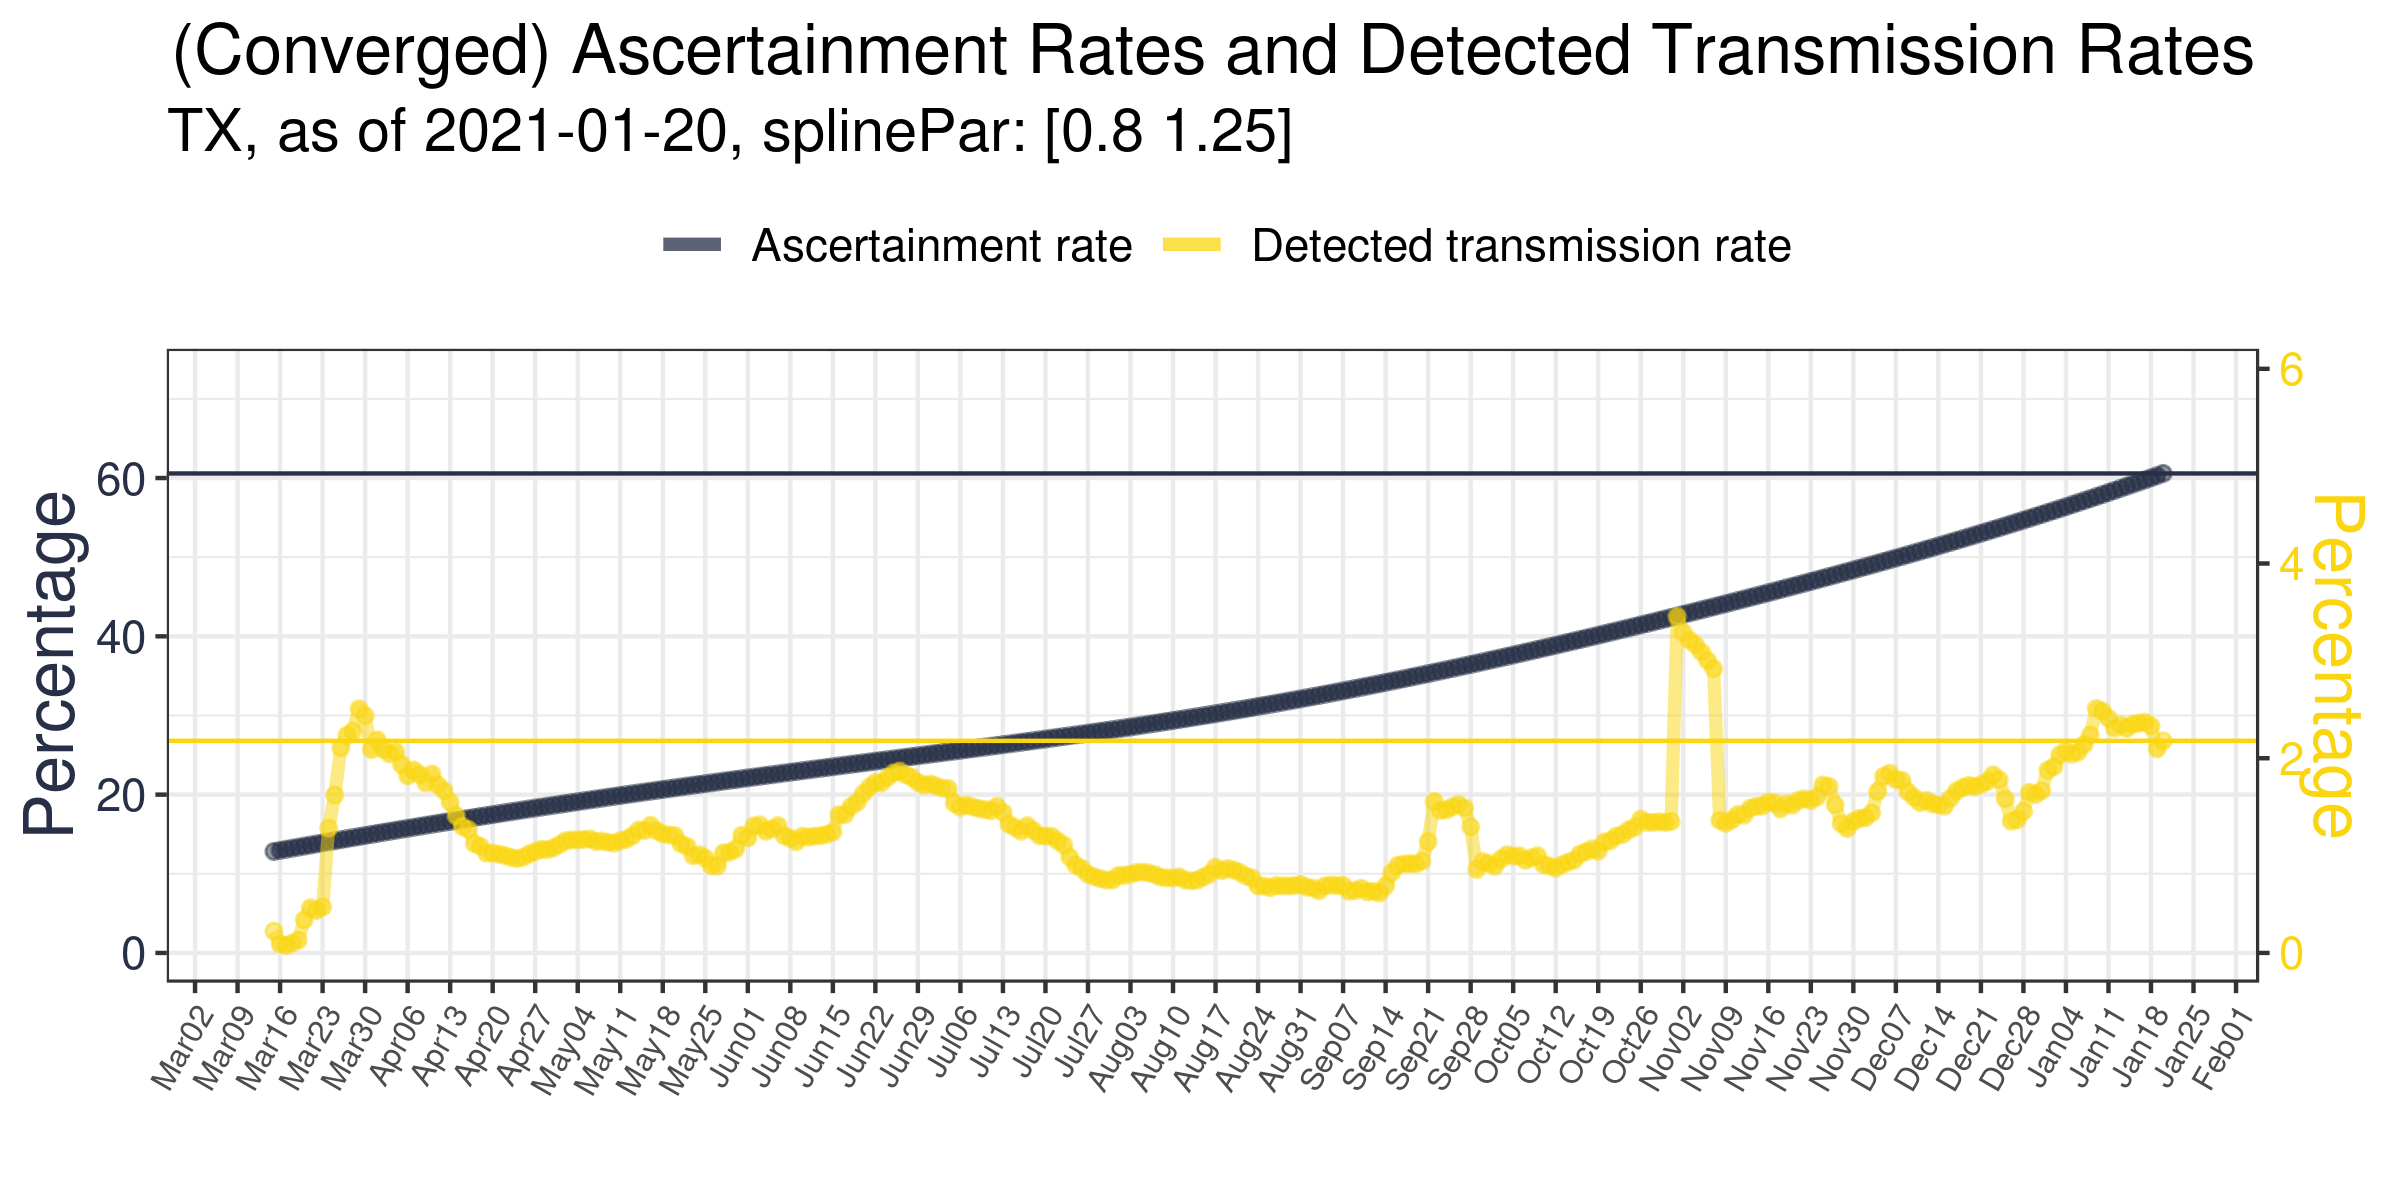 (Converged) Ascertainment Rates and Detected Transmission Rates
TX, as of 2021-01-20, splinePar: [0.8 1.25]
Ascertainment rate
Detected transmission rate
Percentage
60
40
20
0
6
4
2
0
Percentage
Mar02
Mar09
Mar16
Mar23
Mar30
Apr06
Apr13
Apr20
Apr27
May04
May11
May18
May25
Jun01
Jun08
Jun15
Jun22
Jun29
Jul06
Jul13
Jul20
Jul27
Aug03
Aug10
Aug17
Aug24
Aug31
Sep07
Sep14
Sep21
Sep28
Oct05
Oct12
Oct19
Oct26
Nov02
Nov09
Nov16
Nov23
Nov30
Dec07
Dec14
Dec21
Dec28
Jan04
Jan11
Jan18
Jan25
Feb01